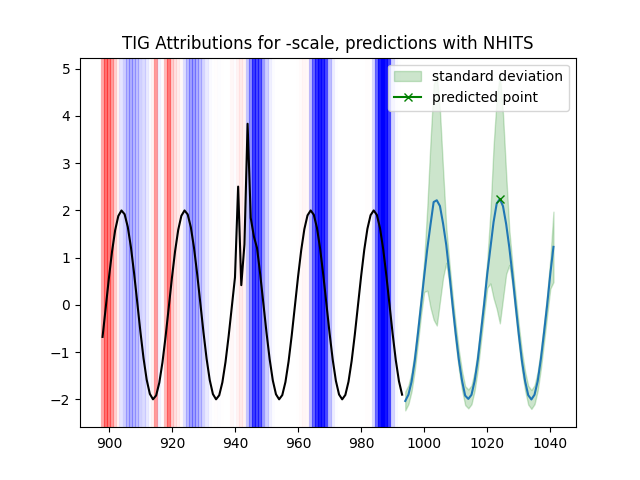 TIG Attributions for -scale, predictions with NHITS
standard deviation
predicted point
5
4
3
2
1
0
−1
−2
900 920 940 960 980 1000 1020 1040